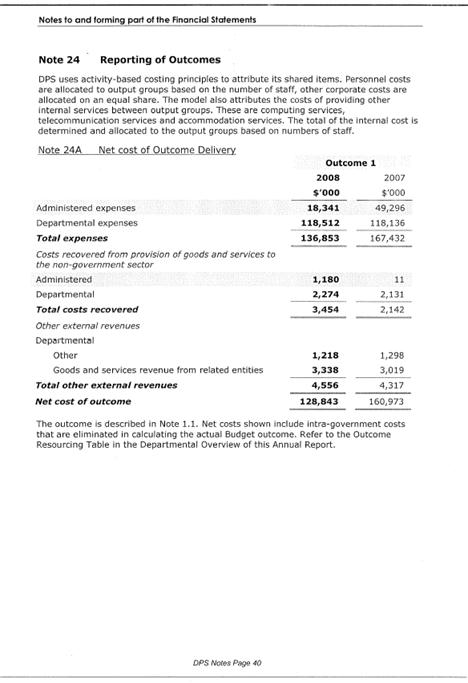 Notes to and forming part of the Financial Statements
Note 24 Reporting of Outcomes
DPS uses activity-based costing principles to attribute its shared items. Personnel costs
are allocated to output groups based on the number of staff, other corporate costs are
allocated on an equal share. The model also attributes the costs of providing other
internal services between output groups. These are computing services,
telecommunication services and accommodation services. The total of the internal cost is
determined and allocated to the output groups based on numbers of staff.
Note 24A Net cost of Outcome Delivery
Outcome 1
2008 2007
$'000 $'000
Administered expenses 18,341 49,296
Departmental expenses 118,512 118,136
Total expenses 136,853 167,432
Costs recovered from provision of goods and services to
the non-government sector
Administered 1,180 11
Departmental 2,274 2,131
Total costs recovered 3,454 2,142
Other external revenues
Departmental
Other 1,218 1,298
Goods and services revenue from related entities 3,338 3,019
Total other external revenues 4,556 4,317
Net cost of outcome 128,843 160,973
The outcome is described in Note 1.1. Net costs shown include intra-government costs
that are eliminated in calculating the actual Budget outcome. Refer to the Outcome
Resourcing Table in the Departmental Overview of this Annual Report.
DPS Notes Page 40